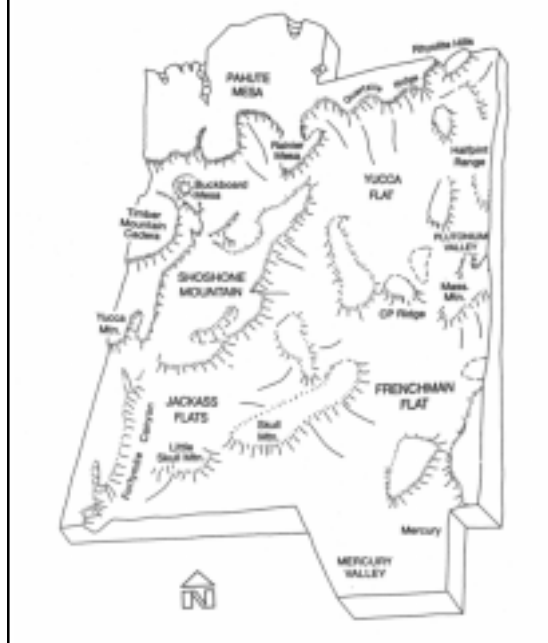 Rhyolite Hills
PAHUTE
MESA
Quartzite Ridge
Rainier
Mesa
Halfpint
Range
YUCCA
FLAT
Buckboard
Mesa
Timber
Mountain
Caldera
PLUTONIUM
VALLEY
SHOSHONE
MOUNTAIN
Mass.
Mtn.
CP Ridge
Yucca
Mtn.
FRENCHMAN
FLAT
JACKASS
FLATS
Skull
Mtn.
Fortymile Canyon
Little
Skull Mtn.
Mercury
MERCURY
VALLEY
N